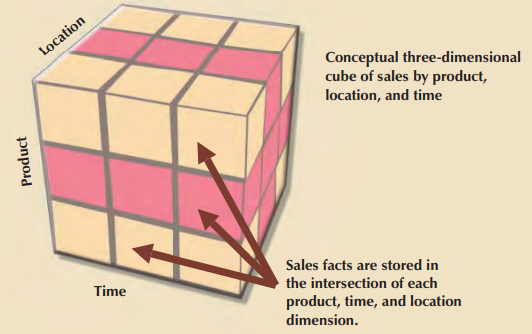 Location
Conceptual three-dimensional
cube of sales by product,
location, and time
Product
Time
Sales facts are stored in
the intersection of each
product, time, and location
dimension.